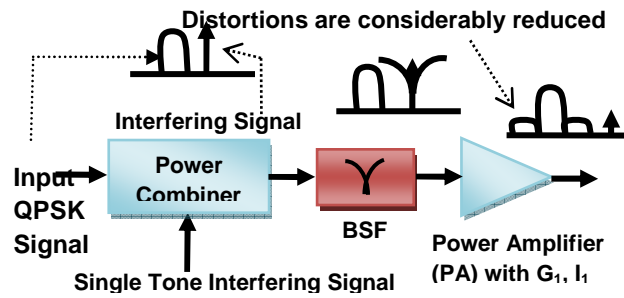 Distortions are considerably reduced
Interfering Signal
Input
QPSK
Signal
Power
Combiner
BSF
Power Amplifier
(PA) with G₁, I₁
Single Tone Interfering Signal